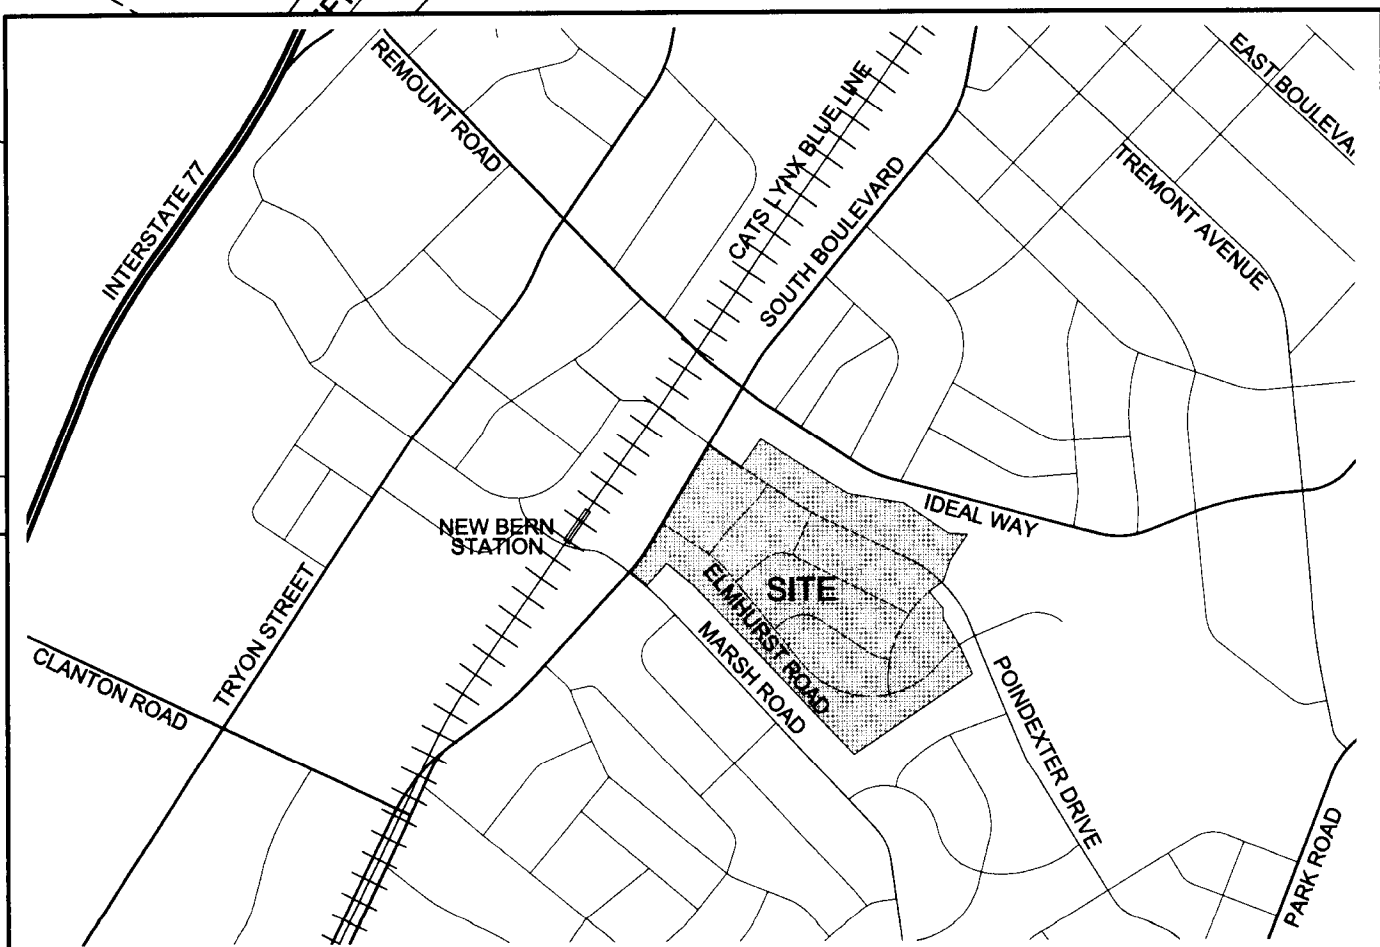 REMOUNT ROAD
EAST BOULEVA
CATS LYNX BLUE LINE
TREMONT AVENUE
INTERSTATE 77
SOUTH BOULEVARD
IDEAL WAY
NEW BERN
STATION
SITE
ELMHURST ROAD
MARSH ROAD
TRYON STREET
CLANTON ROAD
POINDEXTER DRIVE
PARK ROAD